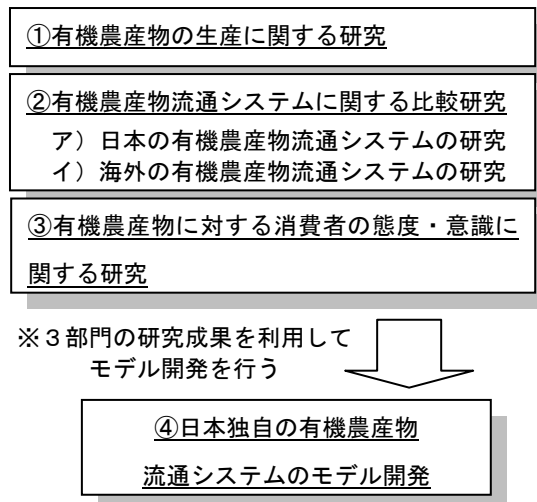 ①有機農産物の生産に関する研究
②有機農産物流通システムに関する比較研究
ア）日本の有機農産物流通システムの研究
イ）海外の有機農産物流通システムの研究
③有機農産物に対する消費者の態度・意識に
関する研究
※３部門の研究成果を利用して
モデル開発を行う
④日本独自の有機農産物
流通システムのモデル開発